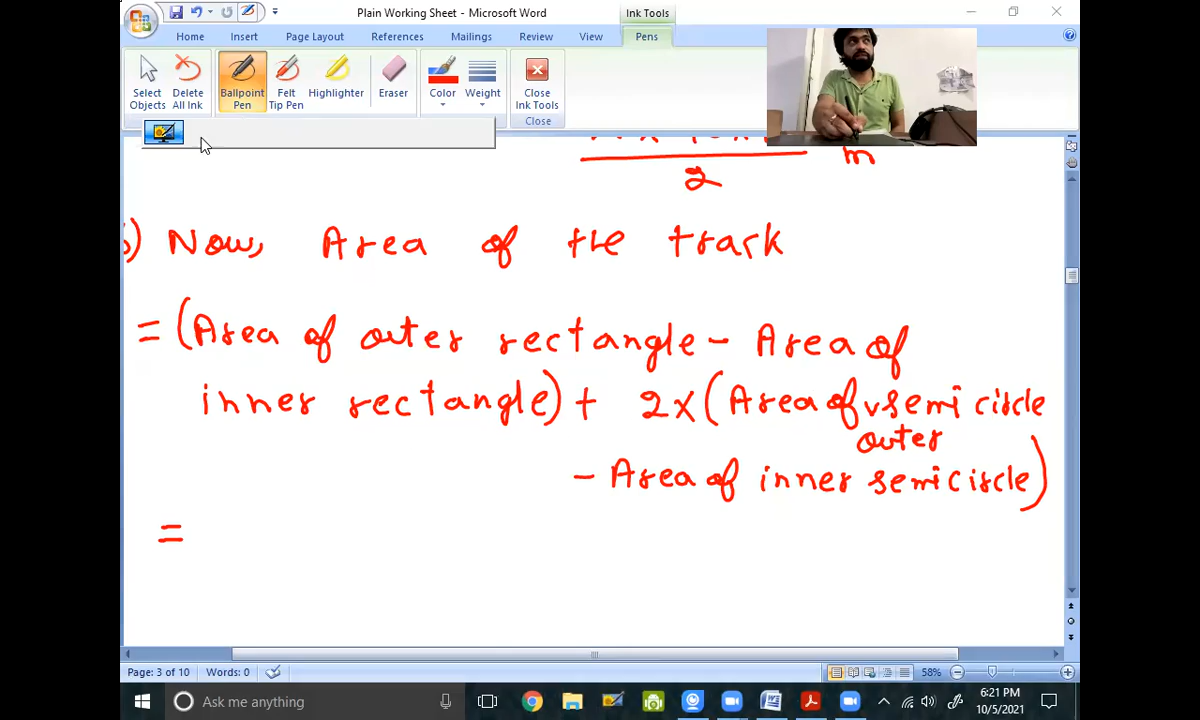 Plain Working Sheet - Microsoft Word
Ink Tools
Home Insert Page Layout References Mailings Review View Pens
Select Objects
Delete All Ink
Ballpoint Pen
Felt Tip Pen
Highlighter
Eraser
Color
Weight
Close Ink Tools
Close
2 m
) Now, Area of the track
= (Area of outer rectangle - Area of
inner rectangle) + 2x (Area of semi circle
outer
- Area of inner semi circle)
=
Page: 3 of 10 Words: 0 58%
Ask me anything
6:21 PM
10/5/2021